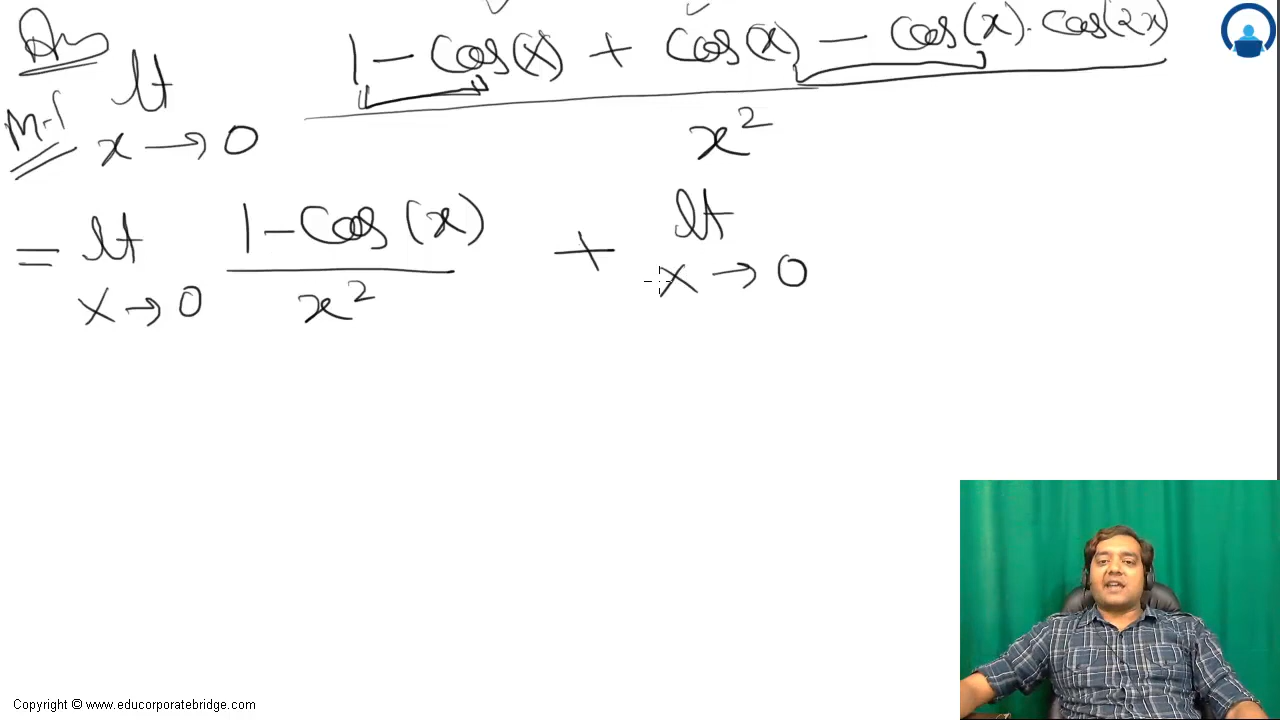 Ans
M-1 lt x → 0 1 - Cos(x) + Cos(x) - Cos(x). Cos(2x)
x²
= lt x → 0 1 - Cos(x) / x² + lt x → 0
Copyright © www.educorporatebridge.com